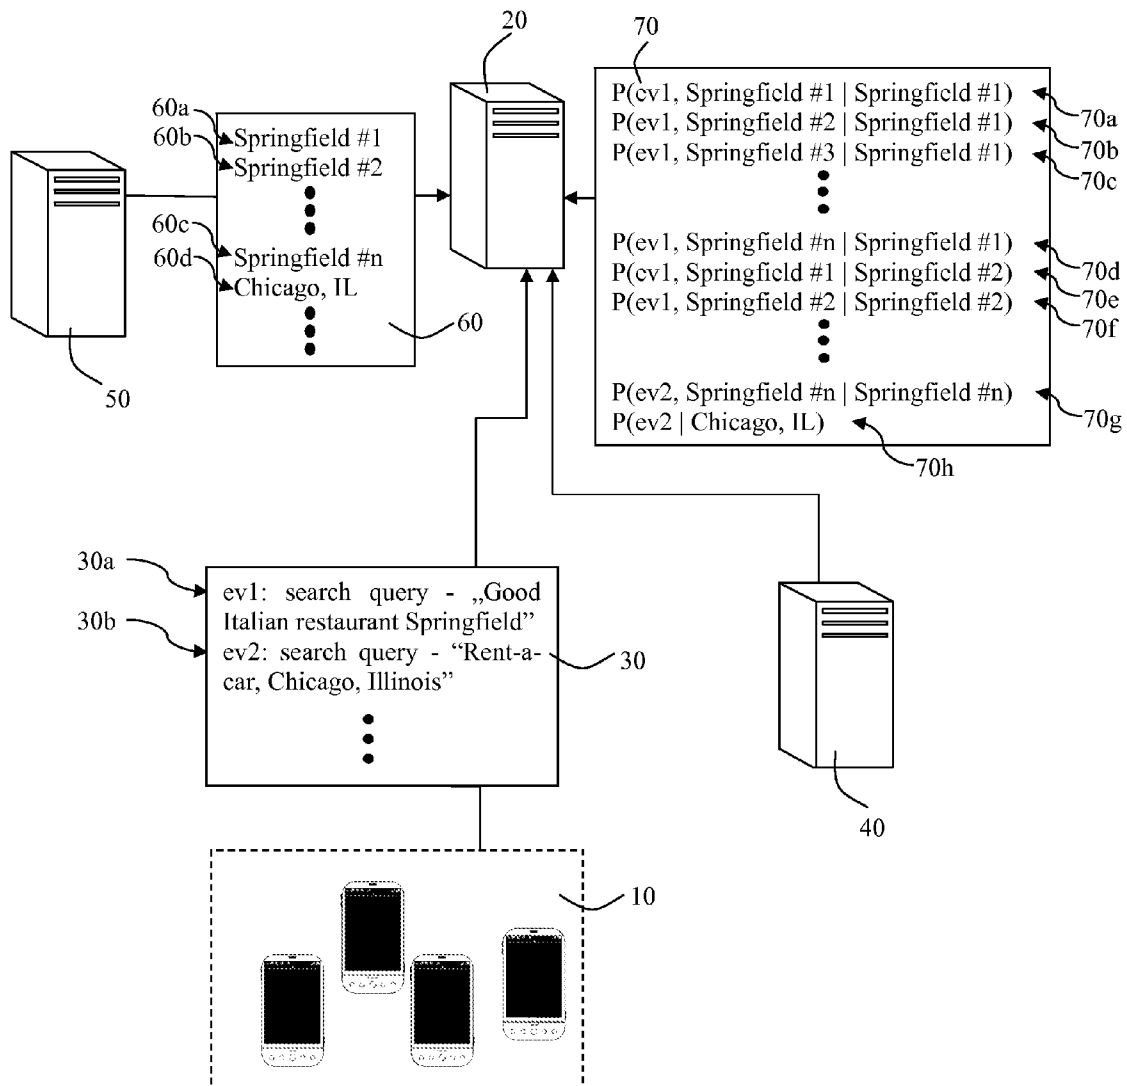 20
70
60a
60b
Springfield #1
Springfield #2
60c
60d
Springfield #n
Chicago, IL
60
50
P(ev1, Springfield #1 | Springfield #1)
70a
P(ev1, Springfield #2 | Springfield #1)
70b
P(ev1, Springfield #3 | Springfield #1)
70c
P(ev1, Springfield #n | Springfield #1)
70d
P(ev1, Springfield #1 | Springfield #2)
70e
P(ev1, Springfield #2 | Springfield #2)
70f
P(ev2, Springfield #n | Springfield #n)
70g
P(ev2 | Chicago, IL)
70h
30a
30b
ev1: search query - „Good
Italian restaurant Springfield”
ev2: search query - “Rent-a-
car, Chicago, Illinois”
30
40
10